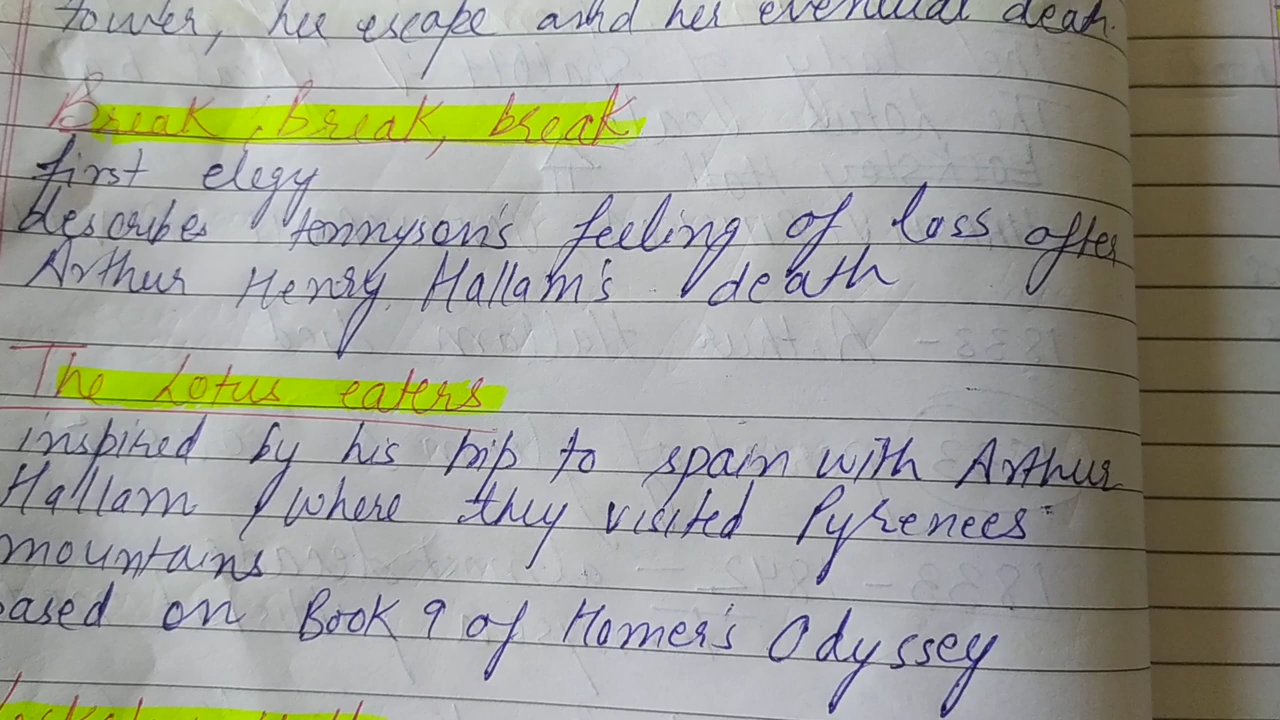 tower, her escape and her eventual death.
Break, Break, break
first elegy
describes tennyson's feeling of loss after
Arthur Henry Hallam's death
The Lotus eaters
inspired by his trip to spain with Arthur
Hallam, where they visited Pyrenees
mountains
based on Book 9 of Homer's Odyssey